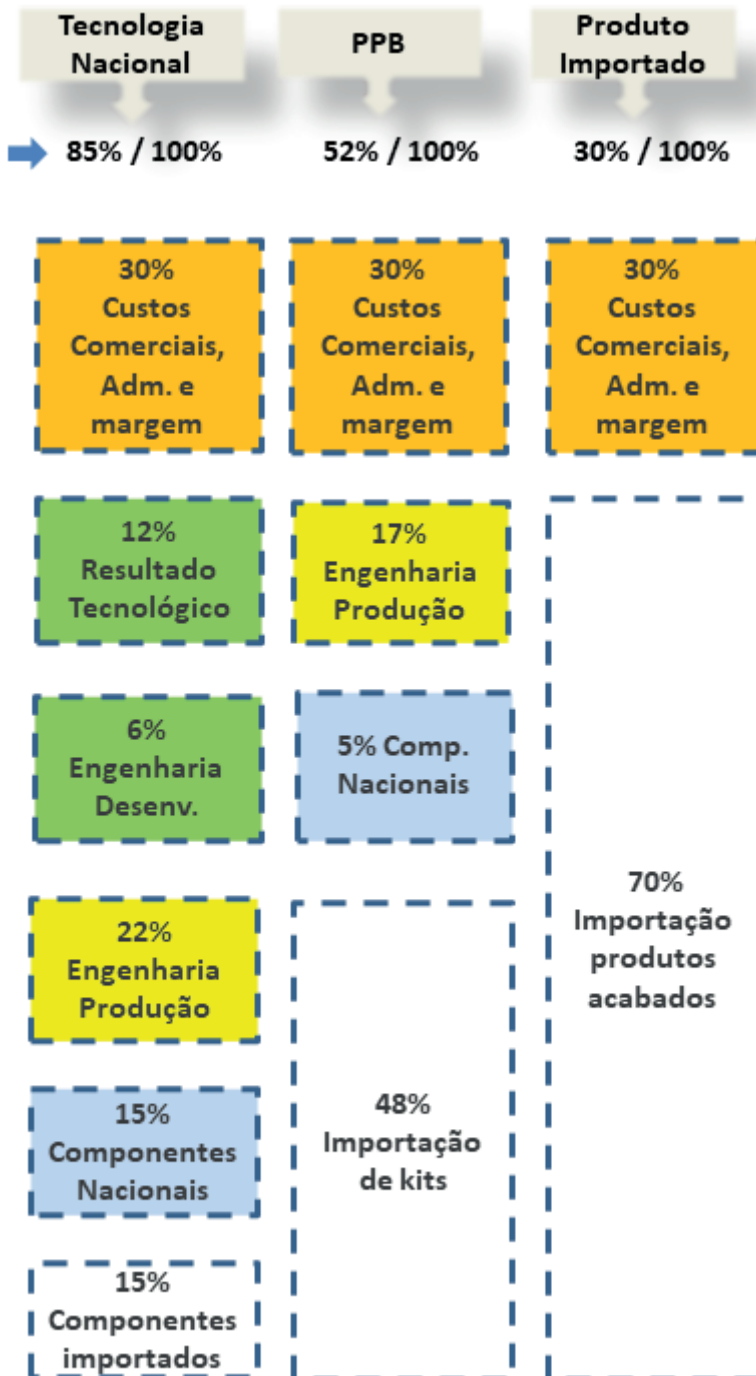 Tecnologia
Nacional
PPB
Produto
Importado
85% / 100%
52% / 100%
30% / 100%
30%
Custos
Comerciais,
Adm. e
margem
30%
Custos
Comerciais,
Adm. e
margem
30%
Custos
Comerciais,
Adm. e
margem
12%
Resultado
Tecnológico
17%
Engenharia
Produção
6%
Engenharia
Desenv.
5% Comp.
Nacionais
70%
Importação
produtos
acabados
22%
Engenharia
Produção
48%
Importação
de kits
15%
Componentes
Nacionais
15%
Componentes
importados